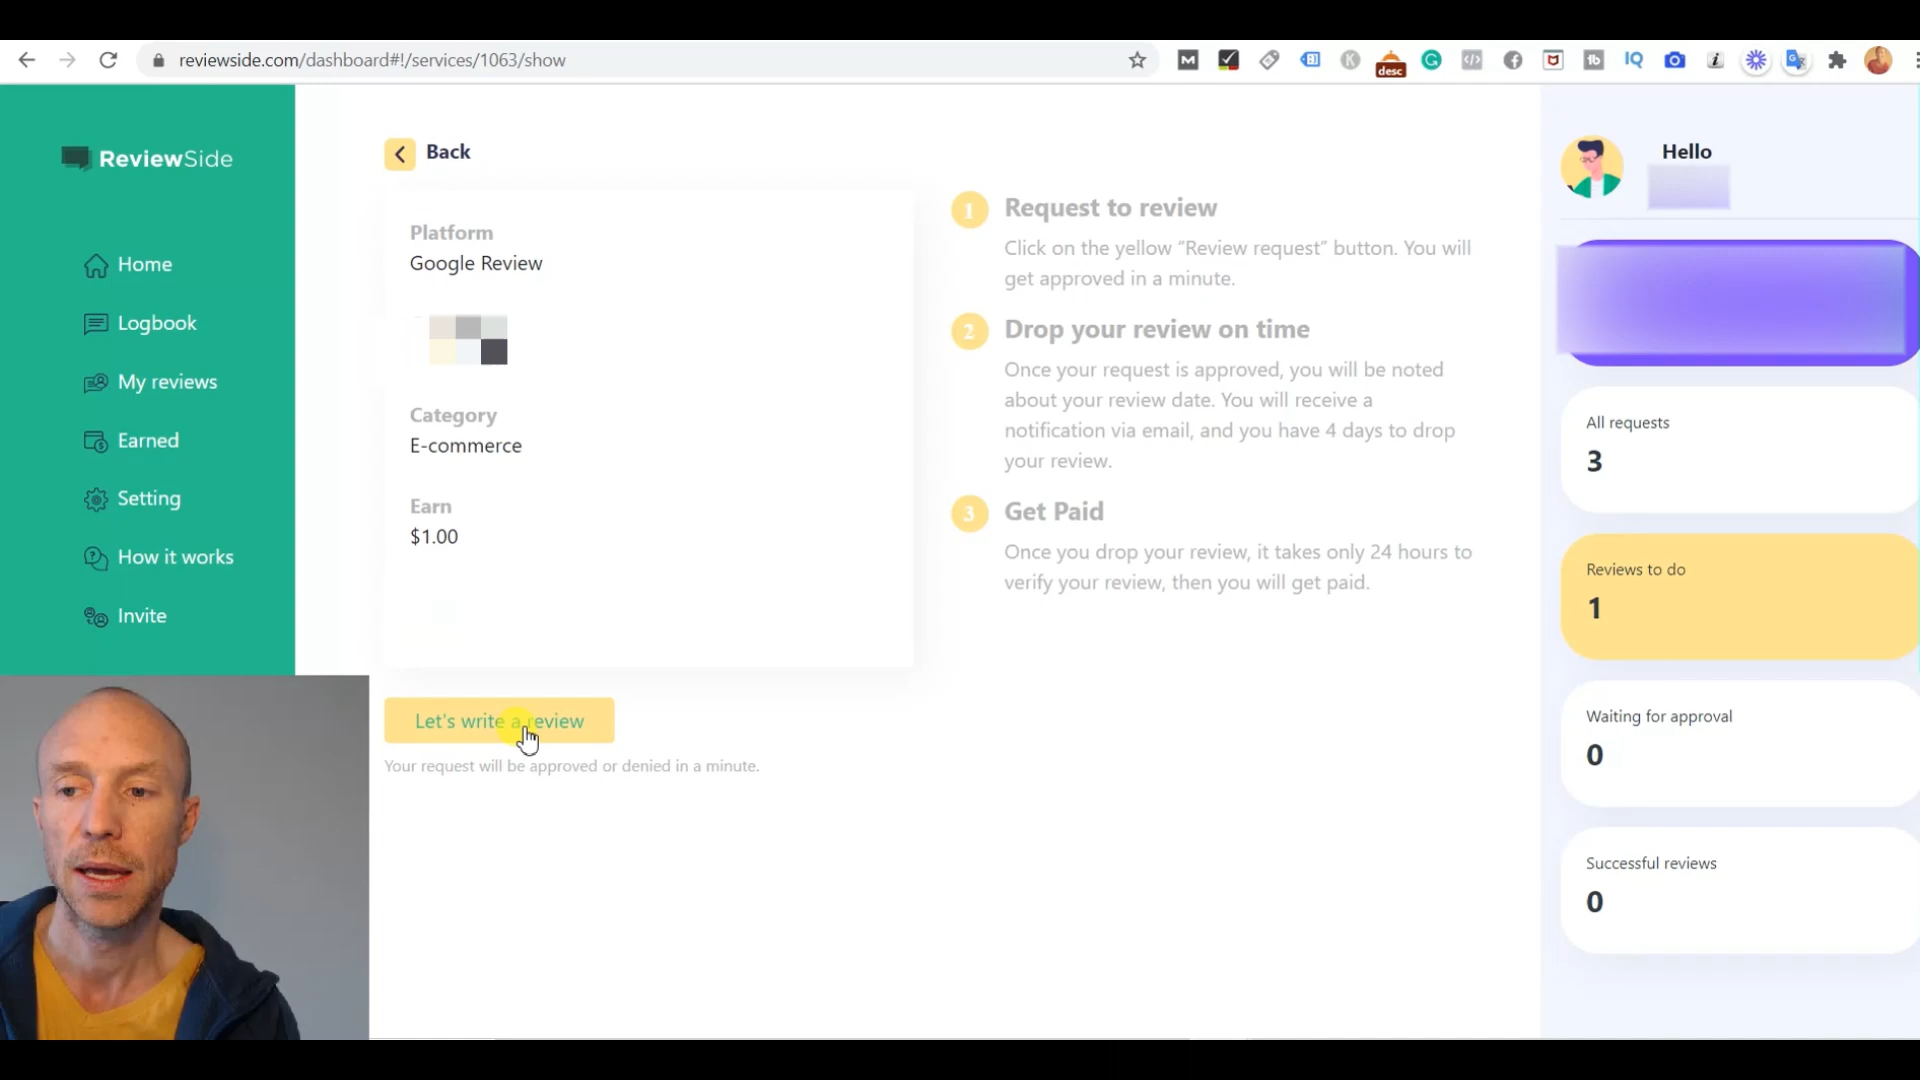 reviewside.com/dashboard#!/services/1063/show
desc
ReviewSide
Home
Logbook
My reviews
Earned
Setting
How it works
Invite
Back
Platform
Google Review
Category
E-commerce
Earn
$1.00
Let's write a review
Your request will be approved or denied in a minute.
1
Request to review
Click on the yellow “Review request” button. You will
get approved in a minute.
2
Drop your review on time
Once your request is approved, you will be noted
about your review date. You will receive a
notification via email, and you have 4 days to drop
your review.
3
Get Paid
Once you drop your review, it takes only 24 hours to
verify your review, then you will get paid.
Hello
All requests
3
Reviews to do
1
Waiting for approval
0
Successful reviews
0